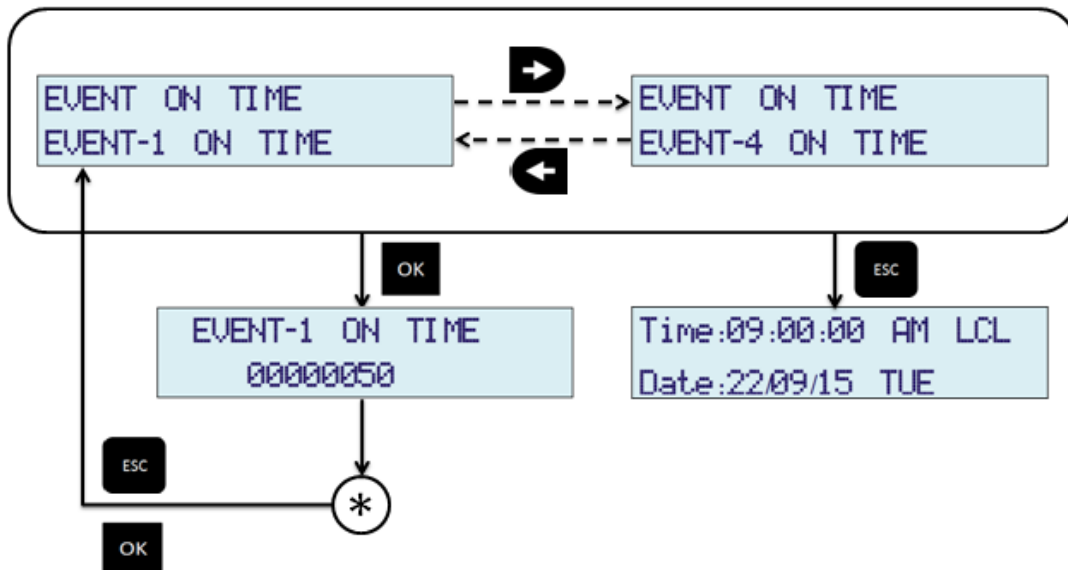 EVENT ON TIME
EVENT-1 ON TIME
EVENT ON TIME
EVENT-4 ON TIME
OK
ESC
EVENT-1 ON TIME
00000050
Time:09:00:00 AM LCL
Date:22/09/15 TUE
ESC
*
OK